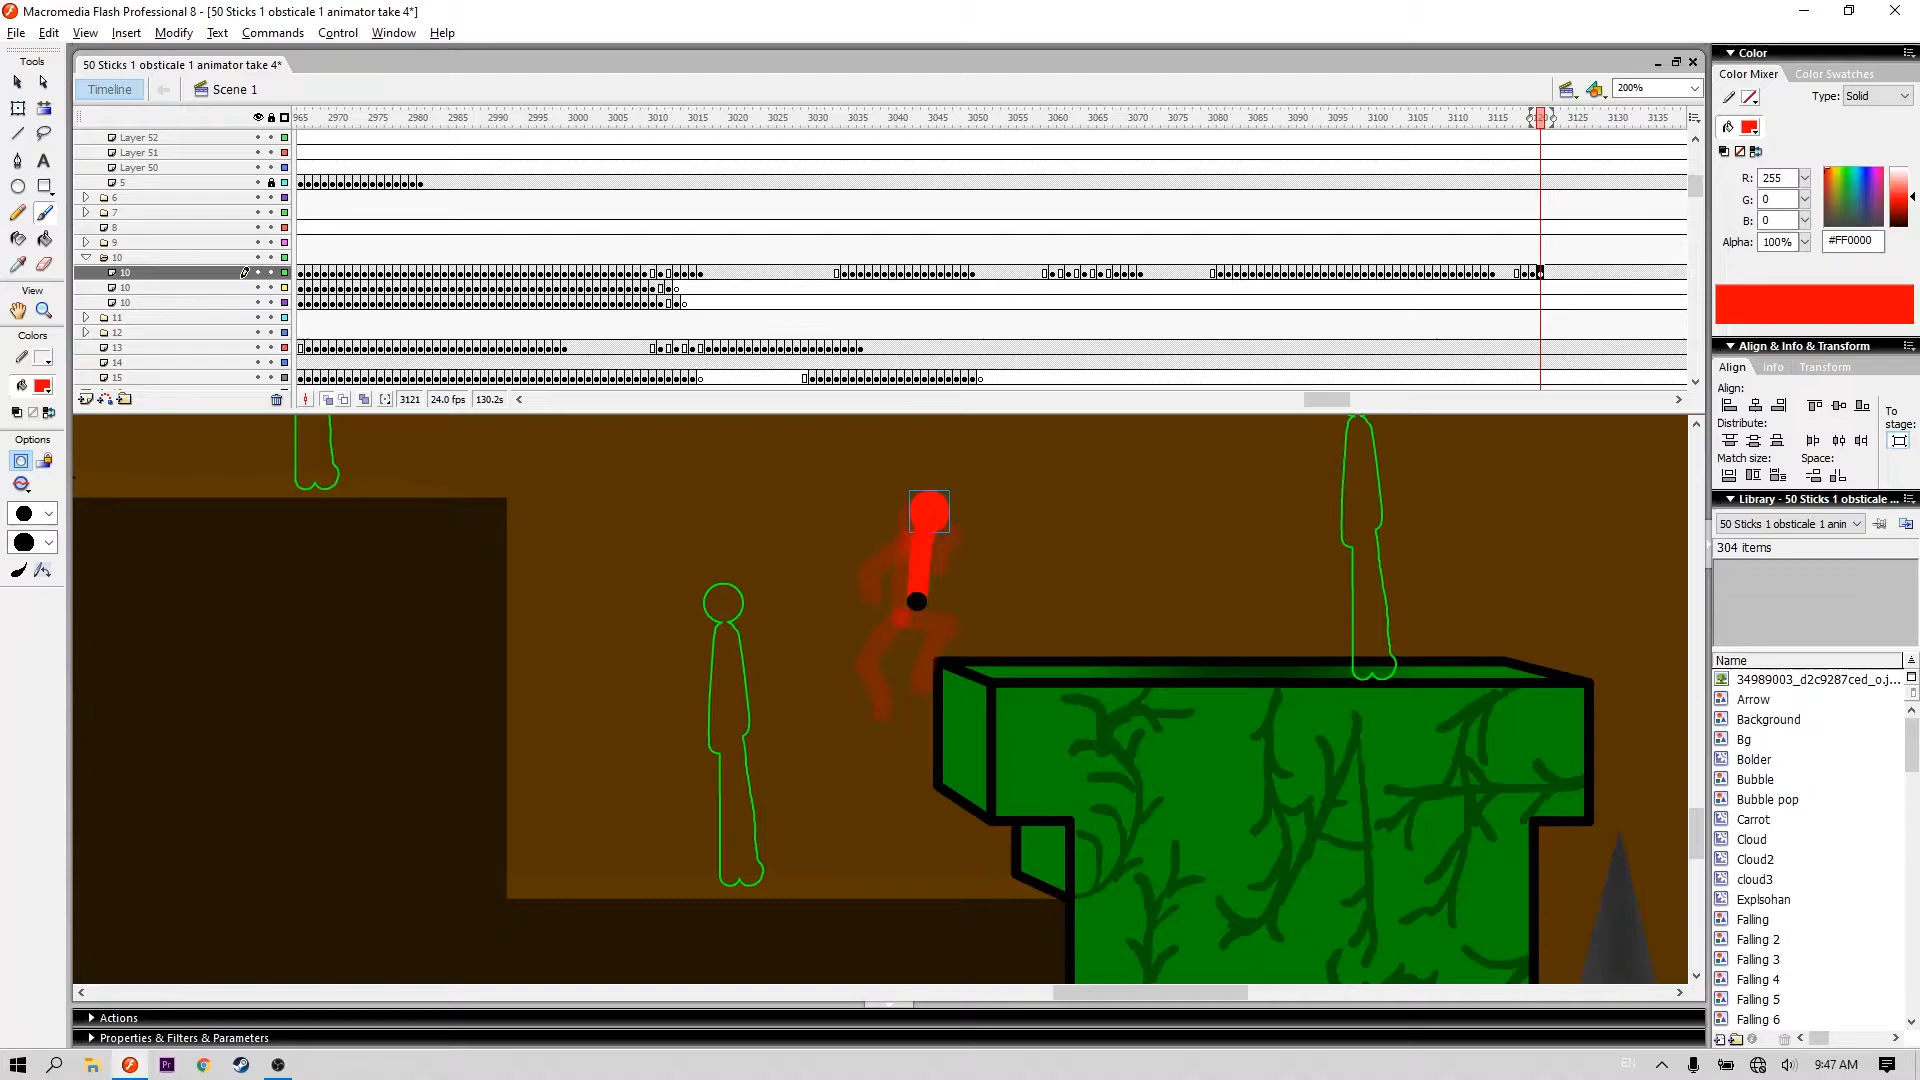 Macromedia Flash Professional 8 - [50 Sticks 1 obsticale 1 animator take 4*]
File Edit View Insert Modify Text Commands Control Window Help
Tools
50 Sticks 1 obsticale 1 animator take 4*
Timeline
Scene 1
200%
2970 2975 2980 2985 2990 2995 3000 3005 3010 3015 3020 3025 3030 3035 3040 3045 3050 3055 3060 3065 3070 3075 3080 3085 3090 3095 3100 3105 3110 3115 3125 3130 3135
Layer 52
Layer 51
Layer 50
5
6
7
8
9
10
10
10
10
11
12
13
14
15
3121 24.0 fps 130.2s
View
Colors
Options
Color
Color Mixer Color Swatches
Type: Solid
R: 255
G: 0
B: 0
Alpha: 100% #FF0000
Align & Info & Transform
Align Info Transform
Align:
To stage:
Distribute:
Match size: Space:
Library - 50 Sticks 1 obsticale ...
50 Sticks 1 obsticale 1 anin
304 items
Name
34989003_d2c9287ced_o.j...
Arrow
Background
Bg
Bolder
Bubble
Bubble pop
Carrot
Cloud
Cloud2
cloud3
Explsohan
Falling
Falling 2
Falling 3
Falling 4
Falling 5
Falling 6
Actions
Properties & Filters & Parameters
Pr
EN
9:47 AM